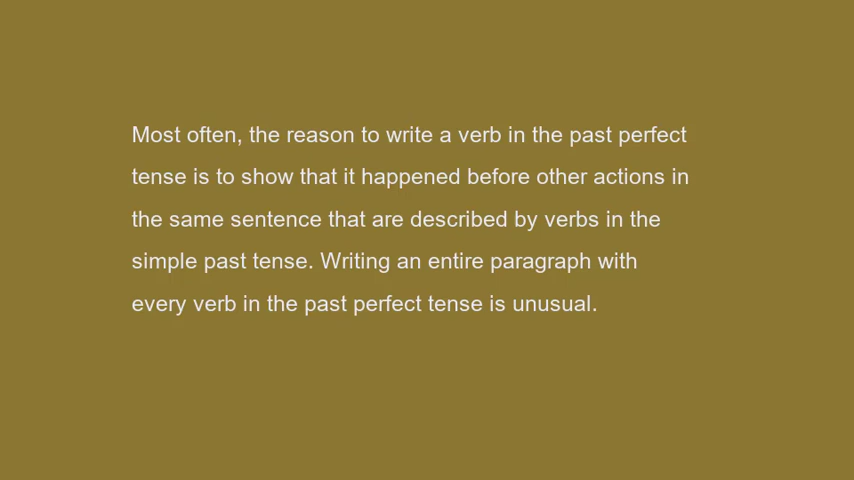 Most often, the reason to write a verb in the past perfect
tense is to show that it happened before other actions in
the same sentence that are described by verbs in the
simple past tense. Writing an entire paragraph with
every verb in the past perfect tense is unusual.